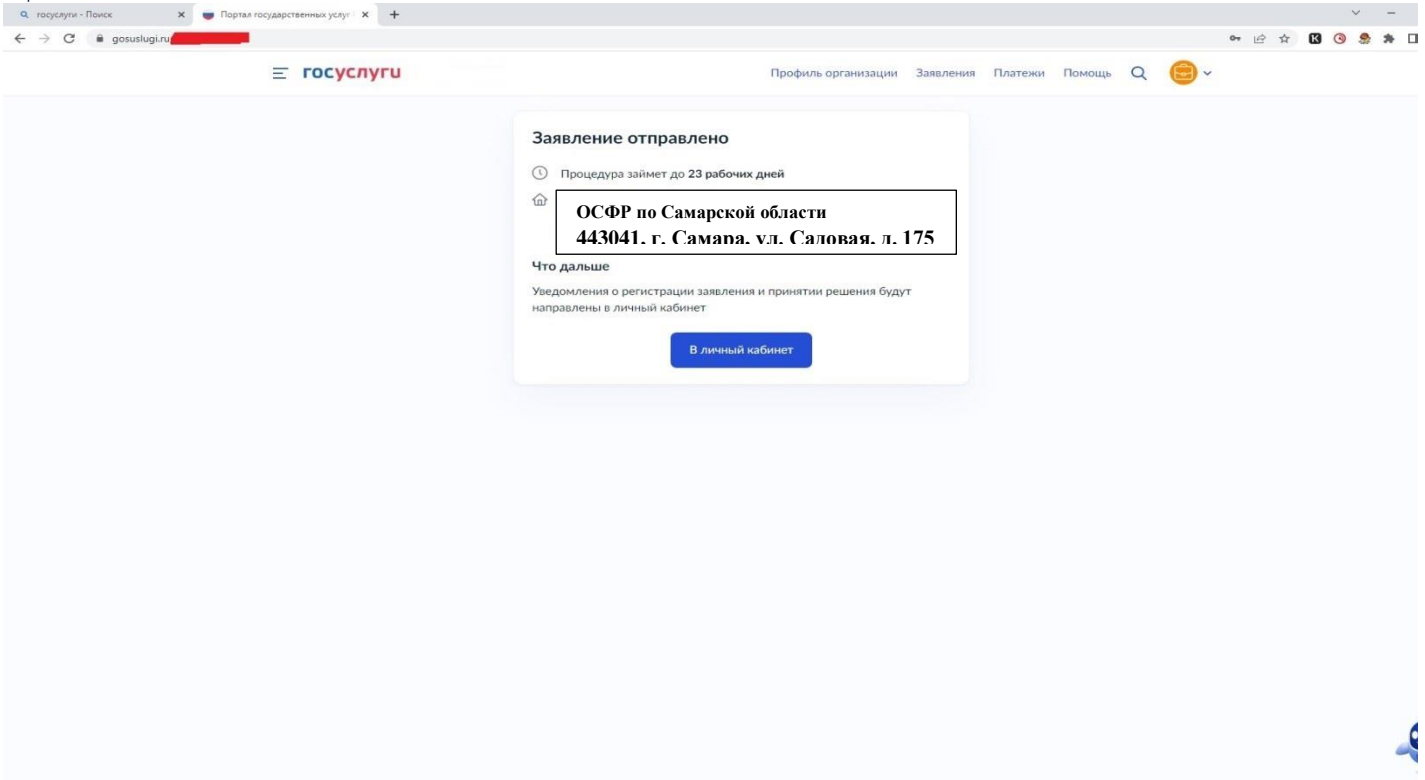 госуслуги - Поиск
Портал государственных услуг
gosuslugi.ru
госуслуги
Профиль организации Заявления Платежи Помощь
Заявление отправлено
Процедура займет до 23 рабочих дней
ОСФР по Самарской области
443041, г. Самара, ул. Садовая, д. 175
Что дальше
Уведомления о регистрации заявления и принятии решения будут
направлены в личный кабинет
В личный кабинет